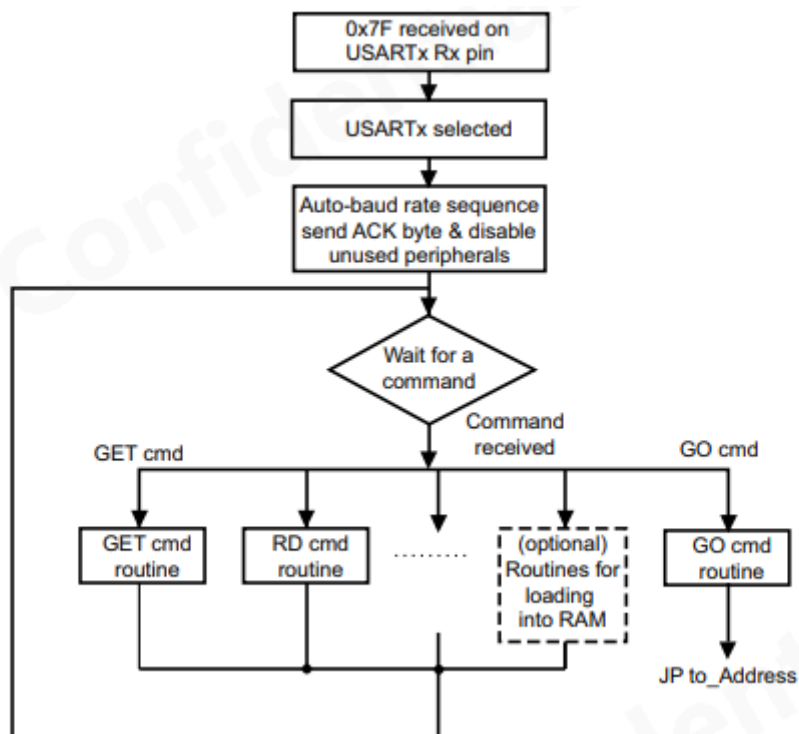 0x7F received on
USARTx Rx pin
USARTx selected
Auto-baud rate sequence
send ACK byte & disable
unused peripherals
Wait for a
command
Command
received
GET cmd
GO cmd
GET cmd
routine
RD cmd
routine
..............
(optional)
Routines for
loading
into RAM
GO cmd
routine
JP to_Address
Confiden